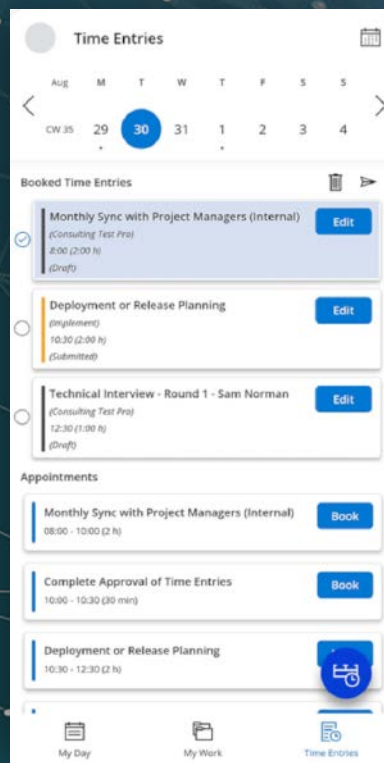 Time Entries
Aug M T W T F S S
CW 35 29 30 31 1 2 3 4
Booked Time Entries
Monthly Sync with Project Managers (Internal)
Edit
(Consulting Test Pro)
8:00 (2:00 h)
(Draft)
Deployment or Release Planning
Edit
(Implement)
10:30 (2:00 h)
(Submitted)
Technical Interview - Round 1 - Sam Norman
Edit
(Consulting Test Pro)
12:30 (1:00 h)
(Draft)
Appointments
Monthly Sync with Project Managers (Internal)
Book
08:00 - 10:00 (2 h)
Complete Approval of Time Entries
Book
10:00 - 10:30 (30 min)
Deployment or Release Planning
10:30 - 12:30 (2 h)
My Day My Work Time Entries